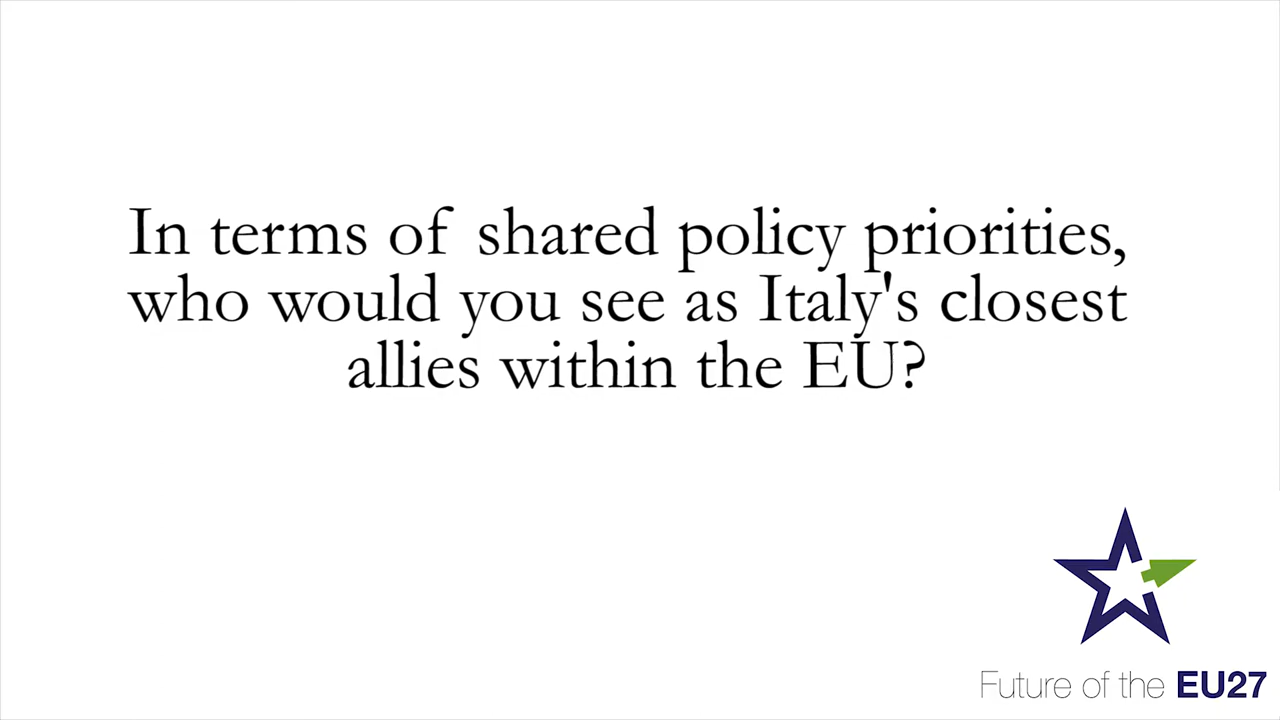 In terms of shared policy priorities,
who would you see as Italy's closest
allies within the EU?
Future of the EU27